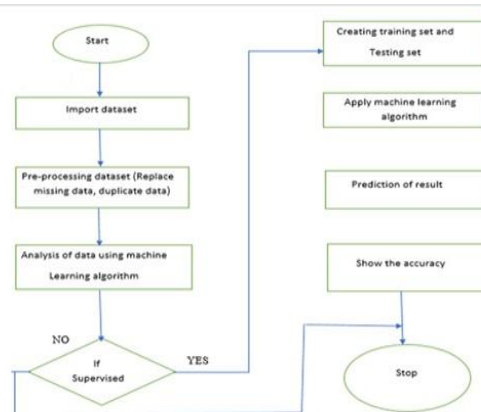 Start
Import dataset
Pre-processing dataset (Replace
missing data, duplicate data)
Analysis of data using machine
Learning algorithm
NO
If
Supervised
YES
Creating training set and
Testing set
Apply machine learning
algorithm
Prediction of result
Show the accuracy
Stop